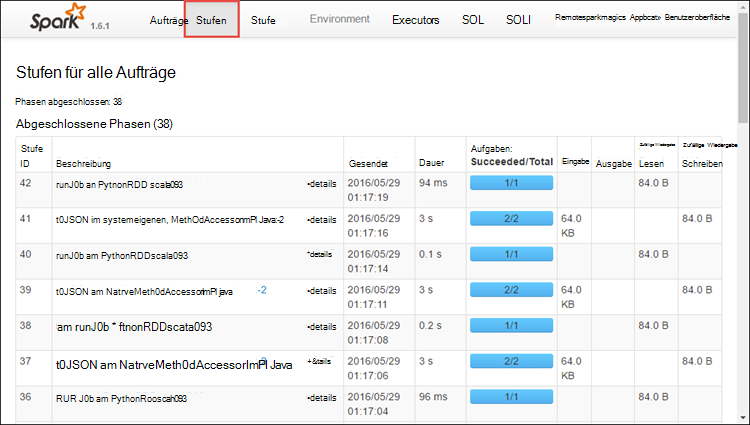 Spark 1.6.1 Aufträge Stufen Stufe Environment Executors SOL SOLI Remotesparkmagics Benutzeroberfläche
Stufen für alle Aufträge
Phasen abgeschlossen: 38
Abgeschlossene Phasen (38)
Stufe ID Beschreibung Gesendet Dauer Aufgaben: Succeeded/Total Eingabe Ausgabe Zufällige Wiedergabe Lesen Zufällige Wiedergabe Schreiben
42 runJ0b an PytnonRDD scala093 •details 2016/05/29 01:17:19 94 ms 1/1 84.0 B
41 t0JSON im systemeigenen, •details 2016/05/29 01:17:16 3 s 2/2 64.0 KB 84.0 B
40 runJ0b am PythonRDDscala093 *details 2016/05/29 01:17:14 0.1 s 1/1 84.0 B
39 t0JSON am NatrveMeth0dAccessorImPl java -2 •details 2016/05/29 01:17:11 3 s 2/2 64.0 KB 84.0 B
38 am runJ0b * ftnonRDDscata093 •details 2016/05/29 01:17:08 0.2 s 1/1 84.0 B
37 t0JSON am NatrveMeth0dAccessorImPl Java 2016/05/29 01:17:06 3 s 2/2 64.0 KB 84.0 B
36 RUR J0b am •details 2016/05/29 01:17:04 96 ms 1/1 84.0 B